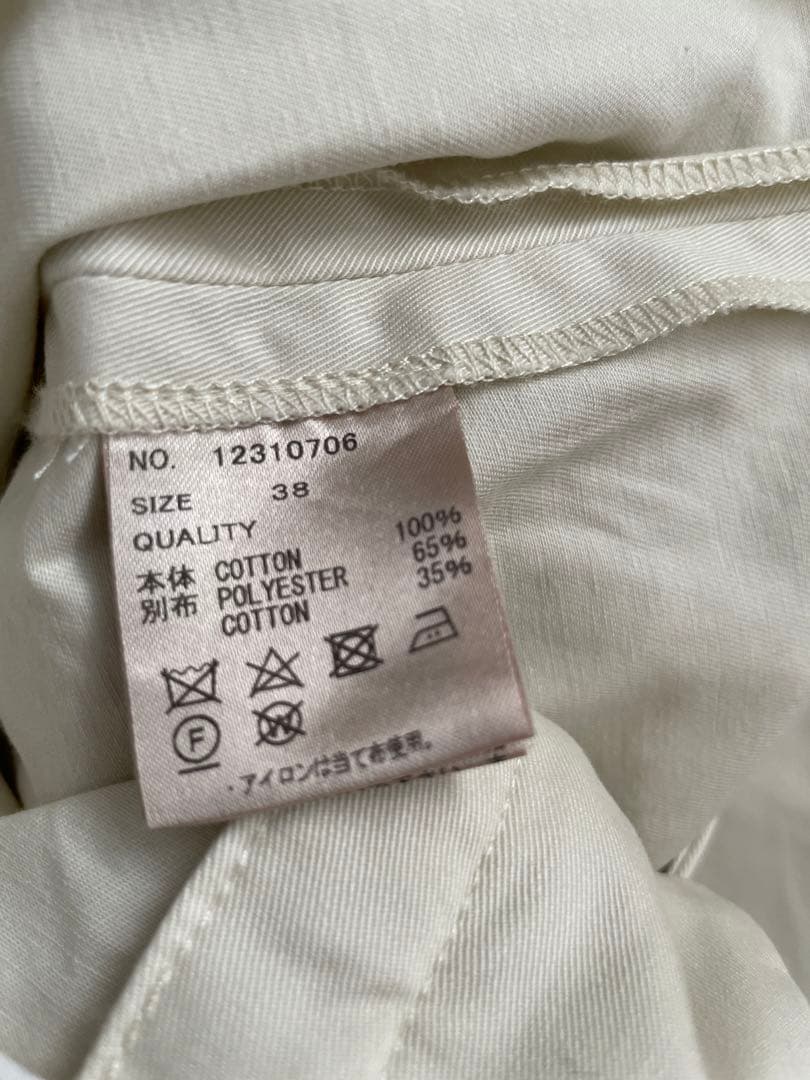 NO. 12310706
SIZE 38
QUALITY
本体 COTTON 100%
別布 POLYESTER 65%
COTTON 35%
F W
・アイロンは当て布使用。